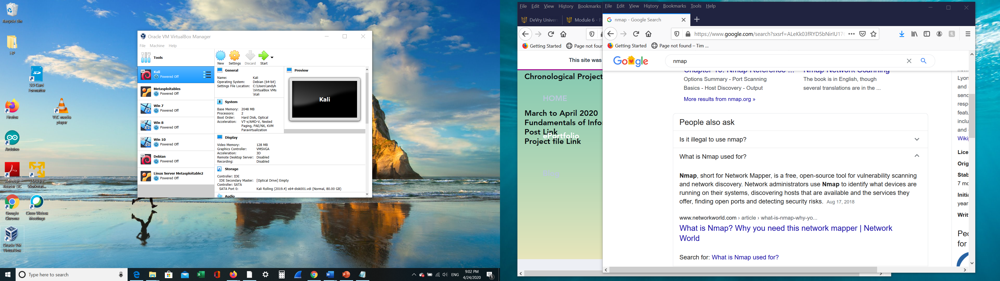 Recycle Bin
HP
SD Card
Formatter
Firefox
VLC media
player
Arduino
Acrobat
Reader DC
VMware
Workstati...
Google
Chrome
Cisco Webex
Meetings
Oracle VM
VirtualBox
Oracle VM VirtualBox Manager
File Machine Help
Tools
New Settings Discard Start
64
Kali
Powered Off
Metasploitables
Powered Off
Win 7
Powered Off
64
8.1
Win 8
Powered Off
64
10
Win 10
Powered Off
64
Debian
Powered Off
Linux Server Metasploitable2
Powered Off
General
Name: Kali
Operating System: Debian (64-bit)
Settings File Location: C:\Users\andyh
\VirtualBox VMs
\Kali
System
Base Memory: 2048 MB
Processors: 2
Boot Order: Hard Disk, Optical
Acceleration: VT-x/AMD-V, Nested
Paging, PAE/NX, KVM
Paravirtualization
Preview
Kali
Display
Video Memory: 128 MB
Graphics Controller: VMSVGA
Acceleration: 3D
Remote Desktop Server: Disabled
Recording: Disabled
Storage
Controller: IDE
IDE Secondary Master: [Optical Drive] Empty
Controller: SATA
SATA Port 0: Kali Rolling (2019.4) x64-disk001.vdi (Normal, 80.00 GB)
Audio
Type here to search
ENG
9:02 PM
4/24/2020
1
File Edit View History Bookmarks
DeVry Univer
Module 6 - P
Getting Started Page not foun
This site was
Chronological Project
HOME
March to April 2020
Fundamentals of Info
Post Link
ePortfolio
Project file Link
Blog
File Edit View History Bookmarks Tools Help
nmap - Google Search
https://www.google.com/search?sxsrf=ALeKk03fRYD5bNirIU176
Getting Started Page not found – Tim ...
Google
nmap
Chapter 15. Nmap Reference ... Nmap Network Scanning
Options Summary - Port Scanning
Basics - Host Discovery - Output
The book is in English, though
several translations are in the ...
More results from nmap.org »
People also ask
Is it illegal to use nmap?
What is Nmap used for?
Nmap, short for Network Mapper, is a free, open-source tool for vulnerability scanning
and network discovery. Network administrators use Nmap to identify what devices are
running on their systems, discovering hosts that are available and the services they
offer, finding open ports and detecting security risks. Aug 17, 2018
www.networkworld.com › article › what-is-nmap-why-yo...
What is Nmap? Why you need this network mapper | Network
World
Search for: What is Nmap used for?
Lyon
and
send
resp
featu
inclu
and
Wikip
Lice
Orig
Stab
7 mo
Initia
year
Writt
Peo
for